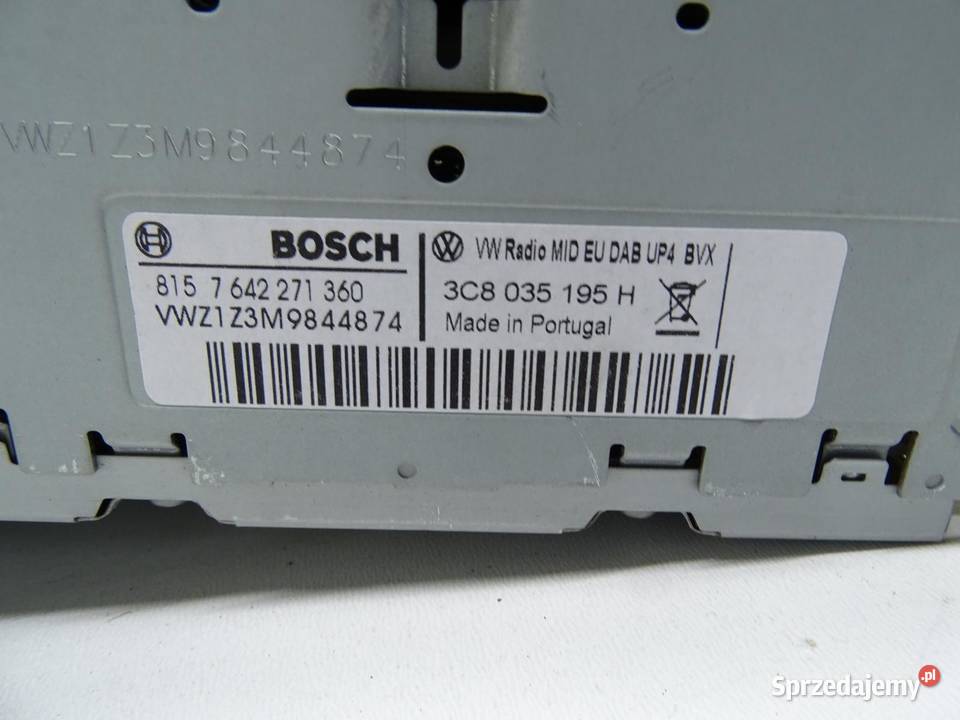 VWZ1Z3M9844874
BOSCH
815 7 642 271 360
VWZ1Z3M9844874
VW Radio MID EU DAB UP4 BVX
3C8 035 195 H
Made in Portugal
Sprzedajemy.pl